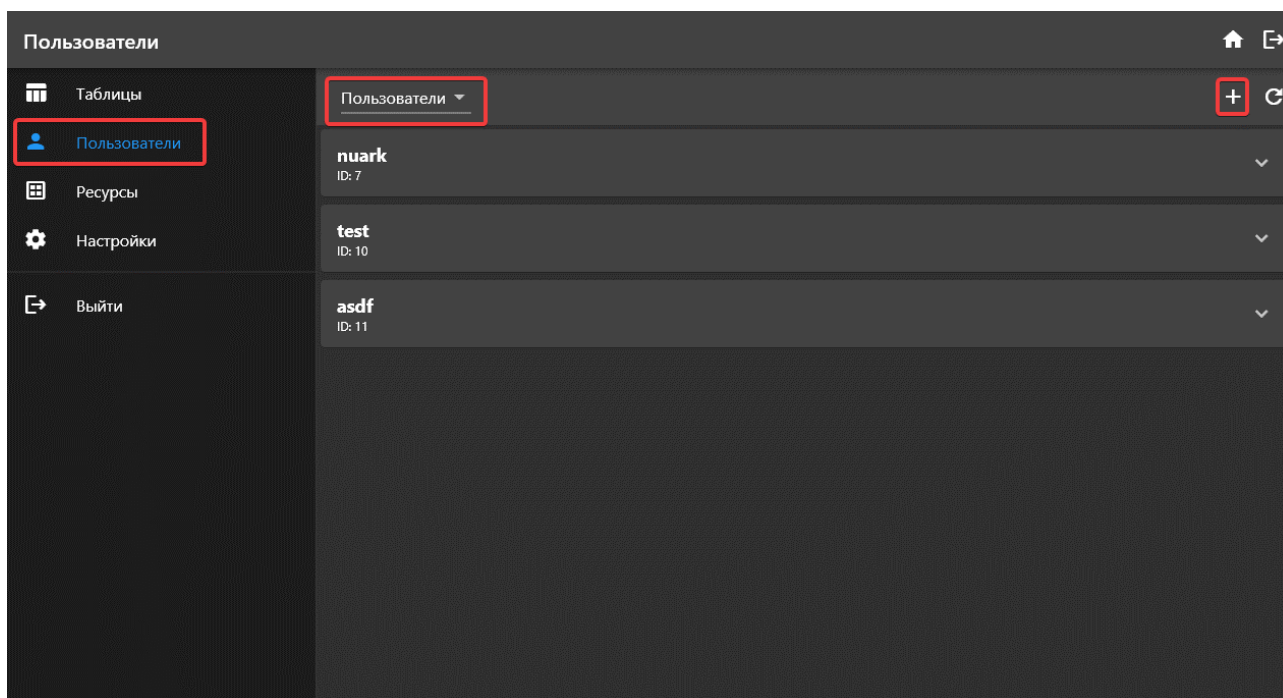 Пользователи
Таблицы
Пользователи
Ресурсы
Настройки
Выйти
Пользователи
nuark
ID: 7
test
ID: 10
asdf
ID: 11